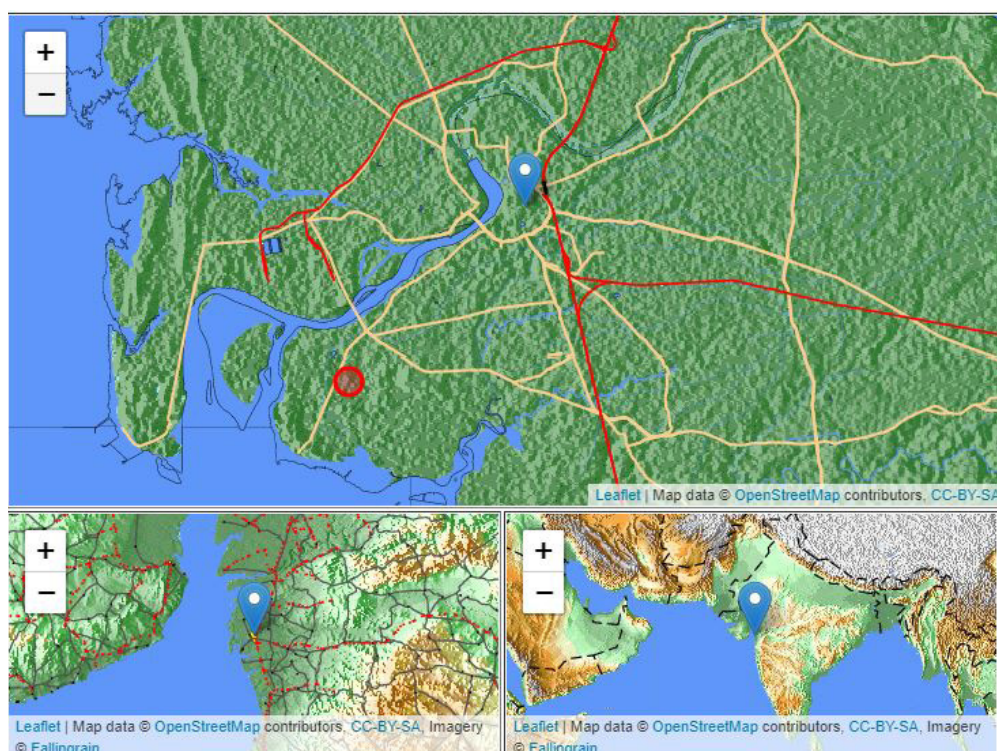 +
−
Leaflet | Map data © OpenStreetMap contributors, CC-BY-SA
+
−
Leaflet | Map data © OpenStreetMap contributors, CC-BY-SA, Imagery
© Fallingrain
+
−
Leaflet | Map data © OpenStreetMap contributors, CC-BY-SA, Imagery
© Fallingrain